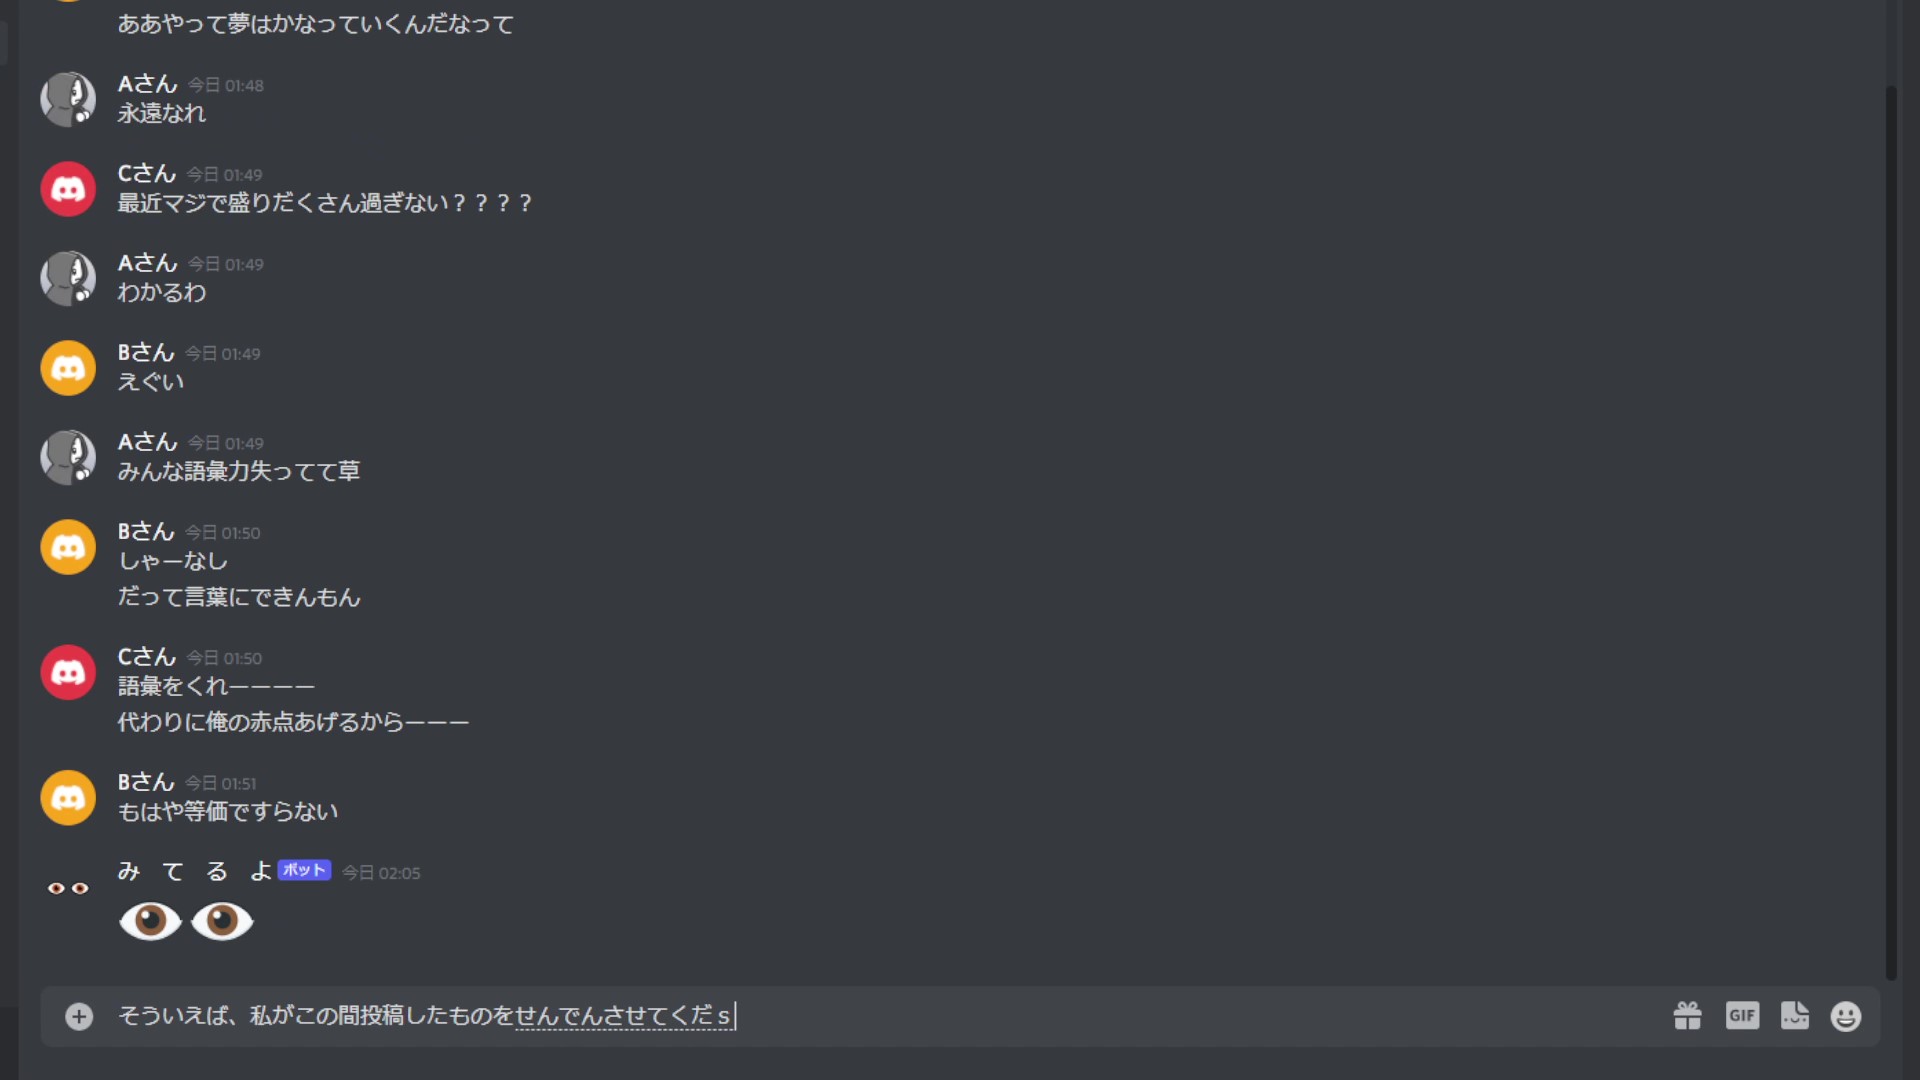 ああやって夢はかなっていくんだなって
Aさん 今日 01:48
永遠なれ
Cさん 今日 01:49
最近マジで盛りだくさん過ぎない？？？？
Aさん 今日 01:49
わかるわ
Bさん 今日 01:49
えぐい
Aさん 今日 01:49
みんな語彙力失ってて草
Bさん 今日 01:50
しゃーなし
だって言葉にできんもん
Cさん 今日 01:50
語彙をくれーーーー
代わりに俺の赤点あげるからーーー
Bさん 今日 01:51
もはや等価ですらない
み て る よ ボット 今日 02:05
そういえば、私がこの間投稿したものをせんでんさせてくだｓ GIF